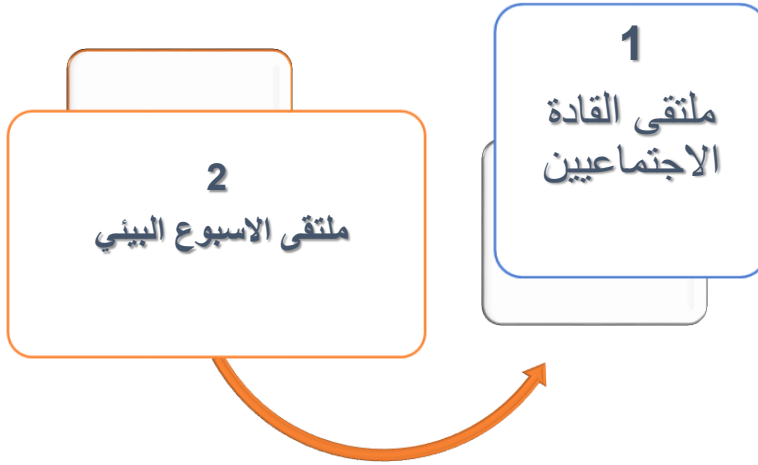 1
ملتقى القادة
الاجتماعيين
2
ملتقى الاسبوع البيئي